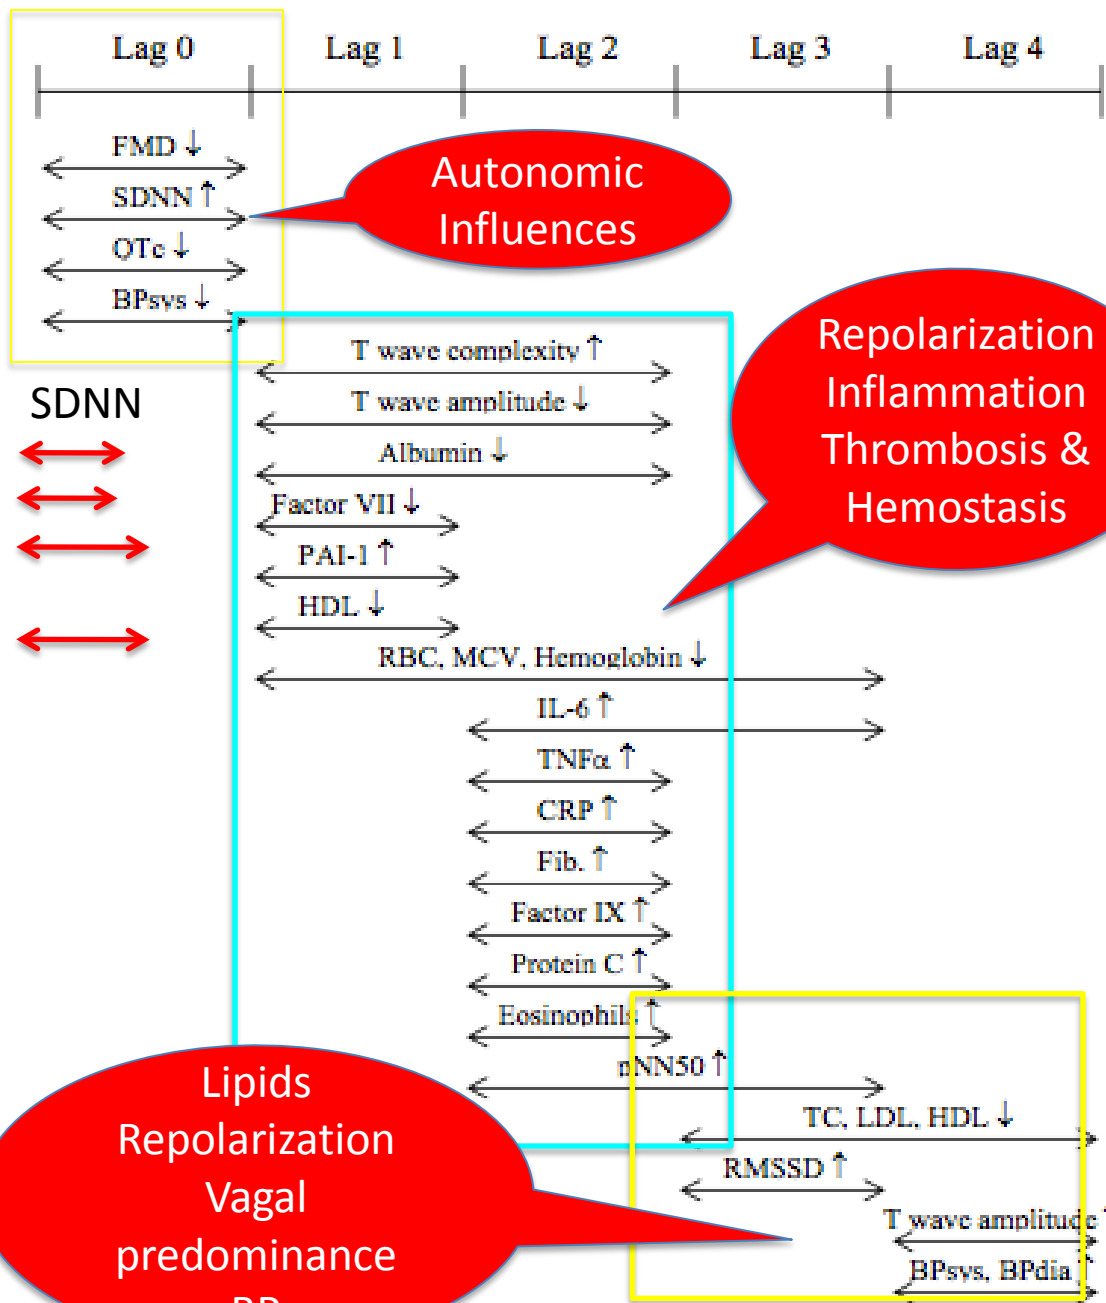 Lag 0 Lag 1 Lag 2 Lag 3 Lag 4
FMD ↓
SDNN ↑
QTc ↓
BPsys ↓
Autonomic
Influences
T wave complexity ↑
T wave amplitude ↓
Albumin ↓
Factor VII ↓
PAI-1 ↑
HDL ↓
RBC, MCV, Hemoglobin ↓
IL-6 ↑
TNFα ↑
CRP ↑
Fib. ↑
Factor IX ↑
Protein C ↑
Eosinophils ↑
pNN50 ↑
TC, LDL, HDL ↓
RMSSD ↑
T wave amplitude ↑
BPsys, BPdia ↑
SDNN
Repolarization
Inflammation
Thrombosis &
Hemostasis
Lipids
Repolarization
Vagal
predominance